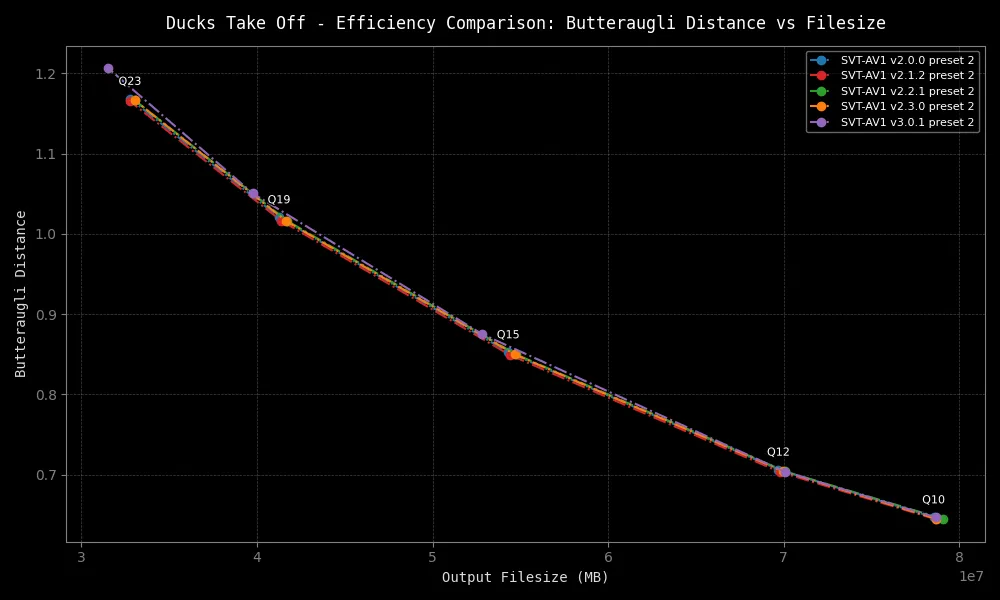 Ducks Take Off - Efficiency Comparison: Butteraugli Distance vs Filesize
SVT-AV1 v2.0.0 preset 2
SVT-AV1 v2.1.2 preset 2
SVT-AV1 v2.2.1 preset 2
SVT-AV1 v2.3.0 preset 2
SVT-AV1 v3.0.1 preset 2
Butteraugli Distance
1.2
1.1
1.0
0.9
0.8
0.7
Q23
Q19
Q15
Q12
Q10
3 4 5 6 7 8
1e7
Output Filesize (MB)